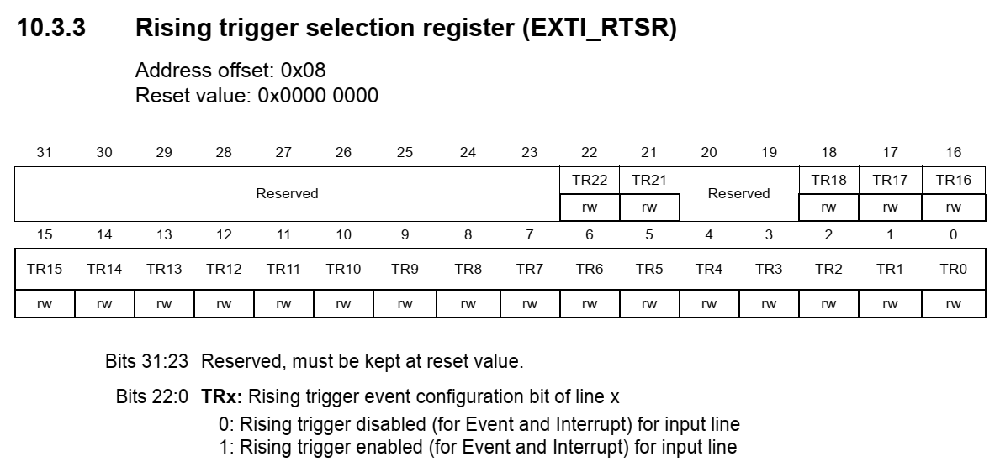 10.3.3 Rising trigger selection register (EXTI_RTSR)
Address offset: 0x08
Reset value: 0x0000 0000
31 30 29 28 27 26 25 24 23 22 21 20 19 18 17 16
Reserved TR22 TR21 Reserved TR18 TR17 TR16
rw rw rw rw rw
15 14 13 12 11 10 9 8 7 6 5 4 3 2 1 0
TR15 TR14 TR13 TR12 TR11 TR10 TR9 TR8 TR7 TR6 TR5 TR4 TR3 TR2 TR1 TR0
rw rw rw rw rw rw rw rw rw rw rw rw rw rw rw rw
Bits 31:23 Reserved, must be kept at reset value.
Bits 22:0 TRx: Rising trigger event configuration bit of line x
0: Rising trigger disabled (for Event and Interrupt) for input line
1: Rising trigger enabled (for Event and Interrupt) for input line